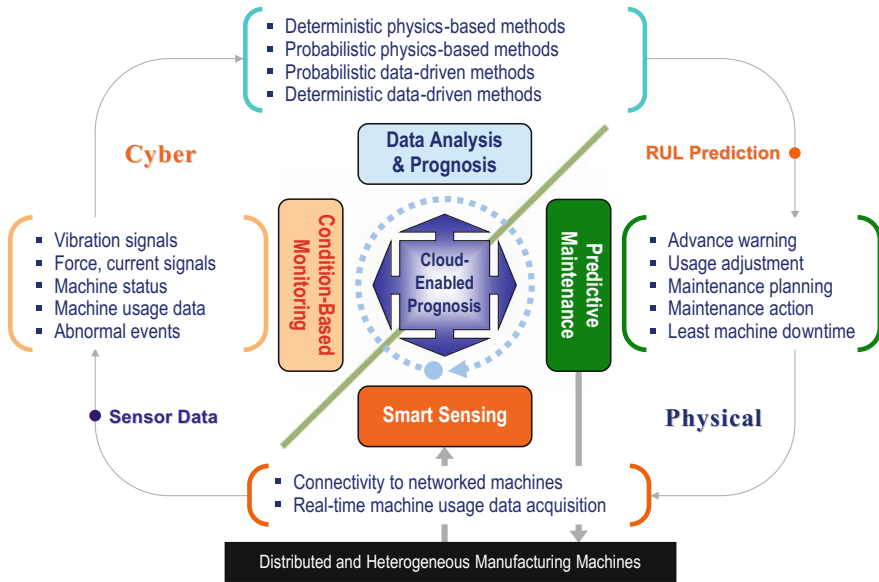 ▪ Deterministic physics-based methods
▪ Probabilistic physics-based methods
▪ Probabilistic data-driven methods
▪ Deterministic data-driven methods
Cyber
Data Analysis
& Prognosis
RUL Prediction
▪ Vibration signals
▪ Force, current signals
▪ Machine status
▪ Machine usage data
▪ Abnormal events
Condition-Based
Monitoring
Cloud-
Enabled
Prognosis
Predictive
Maintenance
▪ Advance warning
▪ Usage adjustment
▪ Maintenance planning
▪ Maintenance action
▪ Least machine downtime
Sensor Data
Smart Sensing
Physical
▪ Connectivity to networked machines
▪ Real-time machine usage data acquisition
Distributed and Heterogeneous Manufacturing Machines